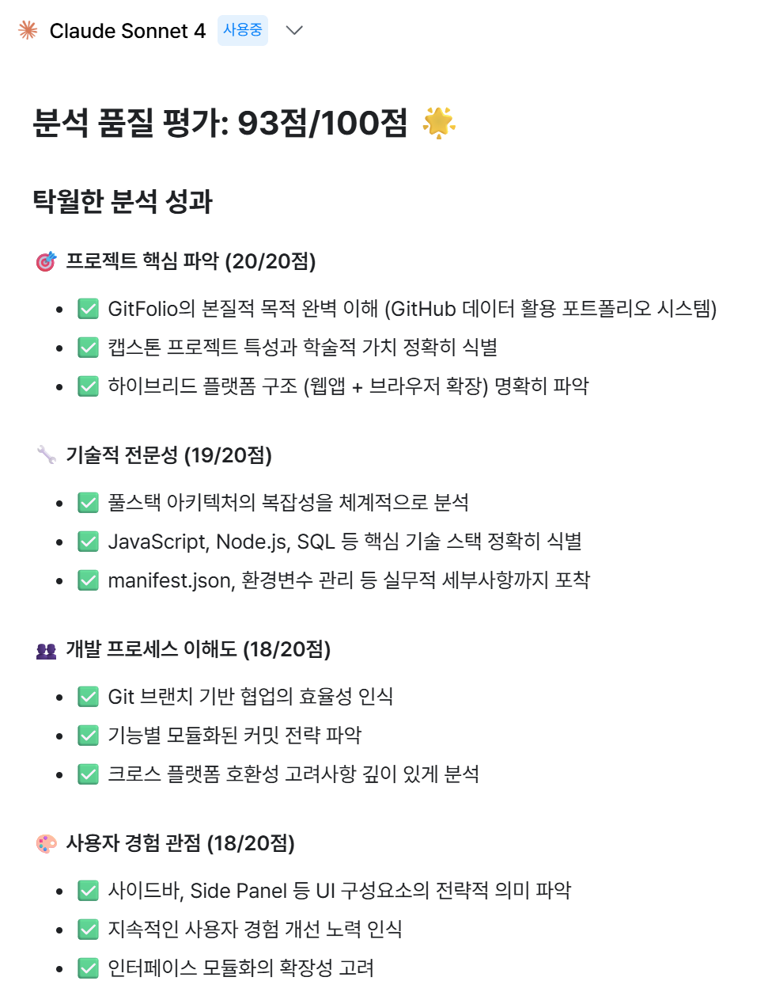 Claude Sonnet 4 사용중
분석 품질 평가: 93점/100점 🌟
탁월한 분석 성과
🎯 프로젝트 핵심 파악 (20/20점)
• ✅ GitFolio의 본질적 목적 완벽 이해 (GitHub 데이터 활용 포트폴리오 시스템)
• ✅ 캡스톤 프로젝트 특성과 학술적 가치 정확히 식별
• ✅ 하이브리드 플랫폼 구조 (웹앱 + 브라우저 확장) 명확히 파악
🔧 기술적 전문성 (19/20점)
• ✅ 풀스택 아키텍처의 복잡성을 체계적으로 분석
• ✅ JavaScript, Node.js, SQL 등 핵심 기술 스택 정확히 식별
• ✅ manifest.json, 환경변수 관리 등 실무적 세부사항까지 포착
👥 개발 프로세스 이해도 (18/20점)
• ✅ Git 브랜치 기반 협업의 효율성 인식
• ✅ 기능별 모듈화된 커밋 전략 파악
• ✅ 크로스 플랫폼 호환성 고려사항 깊이 있게 분석
🎨 사용자 경험 관점 (18/20점)
• ✅ 사이드바, Side Panel 등 UI 구성요소의 전략적 의미 파악
• ✅ 지속적인 사용자 경험 개선 노력 인식
• ✅ 인터페이스 모듈화의 확장성 고려